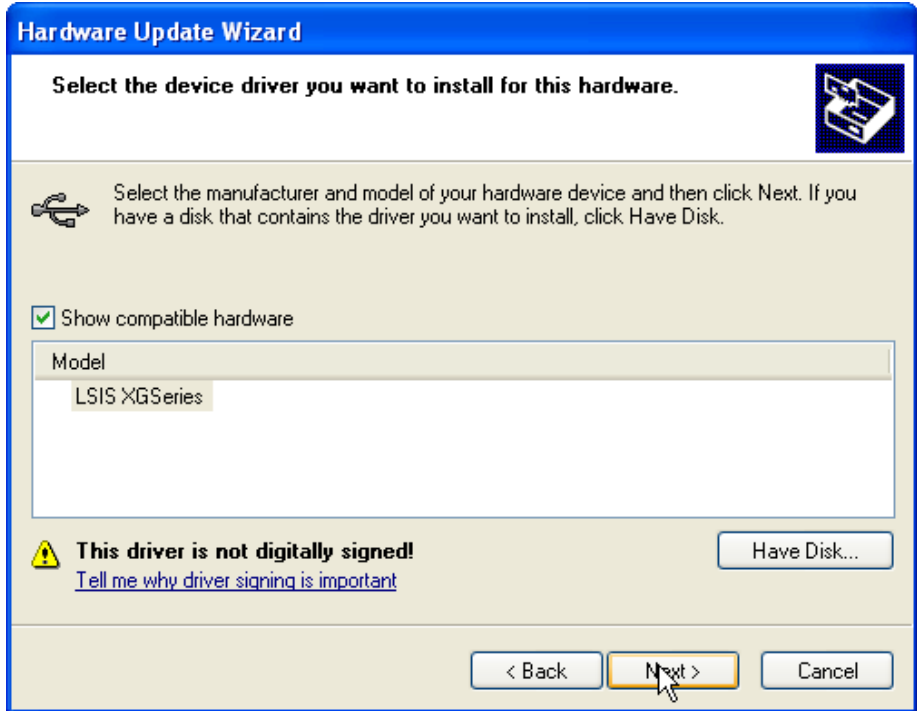 Hardware Update Wizard
Select the device driver you want to install for this hardware.
Select the manufacturer and model of your hardware device and then click Next. If you
have a disk that contains the driver you want to install, click Have Disk.
Show compatible hardware
Model
LSIS XGSeries
This driver is not digitally signed!
Have Disk...
Tell me why driver signing is important
< Back
Next >
Cancel